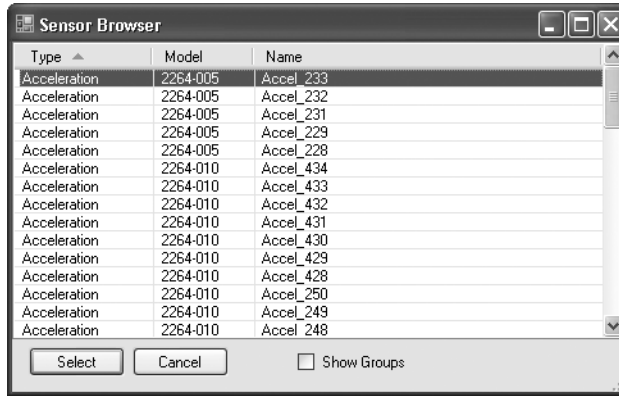 Sensor Browser
Type Model Name
Acceleration 2264-005 Accel_233
Acceleration 2264-005 Accel_232
Acceleration 2264-005 Accel_231
Acceleration 2264-005 Accel_229
Acceleration 2264-005 Accel_228
Acceleration 2264-010 Accel_434
Acceleration 2264-010 Accel_433
Acceleration 2264-010 Accel_432
Acceleration 2264-010 Accel_431
Acceleration 2264-010 Accel_430
Acceleration 2264-010 Accel_429
Acceleration 2264-010 Accel_428
Acceleration 2264-010 Accel_250
Acceleration 2264-010 Accel_249
Acceleration 2264-010 Accel_248
Select Cancel Show Groups